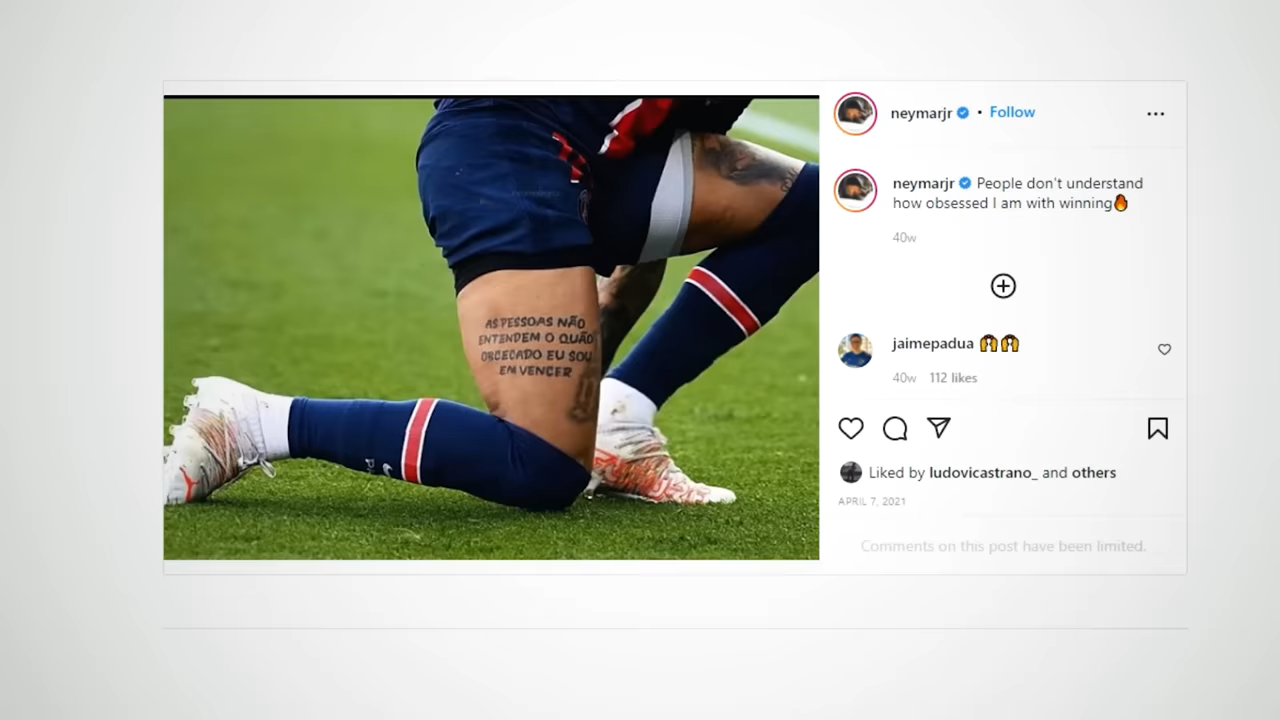 neymarjr • Follow
neymarjr People don't understand
how obsessed I am with winning🔥
40w
AS PESSOAS NÃO
ENTENDEM O QUÃO
OBCECADO EU SOU
EM VENCER
jaimepadua 🙌🙌
40w 112 likes
Liked by ludovicastrano_ and others
APRIL 7, 2021
Comments on this post have been limited.